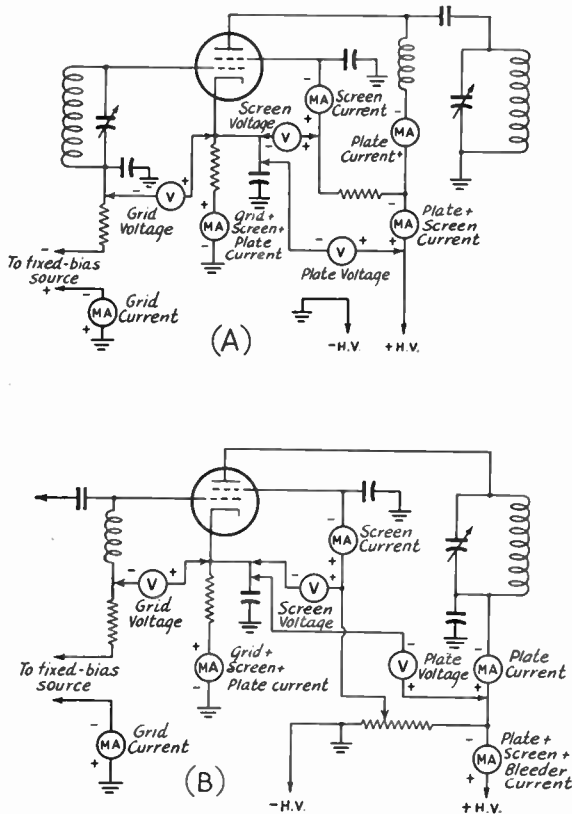 MA
Screen
Current
Screen
Voltage
V
Plate
Current
MA
Grid
Voltage
V
MA
Grid+
Screen+
Plate
Current
Plate Voltage
V
MA
Plate+
Screen
Current
To fixed-bias
source
MA
Grid
Current
(A)
-H.V.
+H.V.
MA
Screen
Current
V
Grid
Voltage
V
Screen
Voltage
MA
Grid+
Screen+
Plate current
V
Plate
Voltage
MA
Plate
Current
To fixed-bias
source
MA
Grid
Current
(B)
-H.V.
MA
Plate+
Screen+
Bleeder
Current
+H.V.